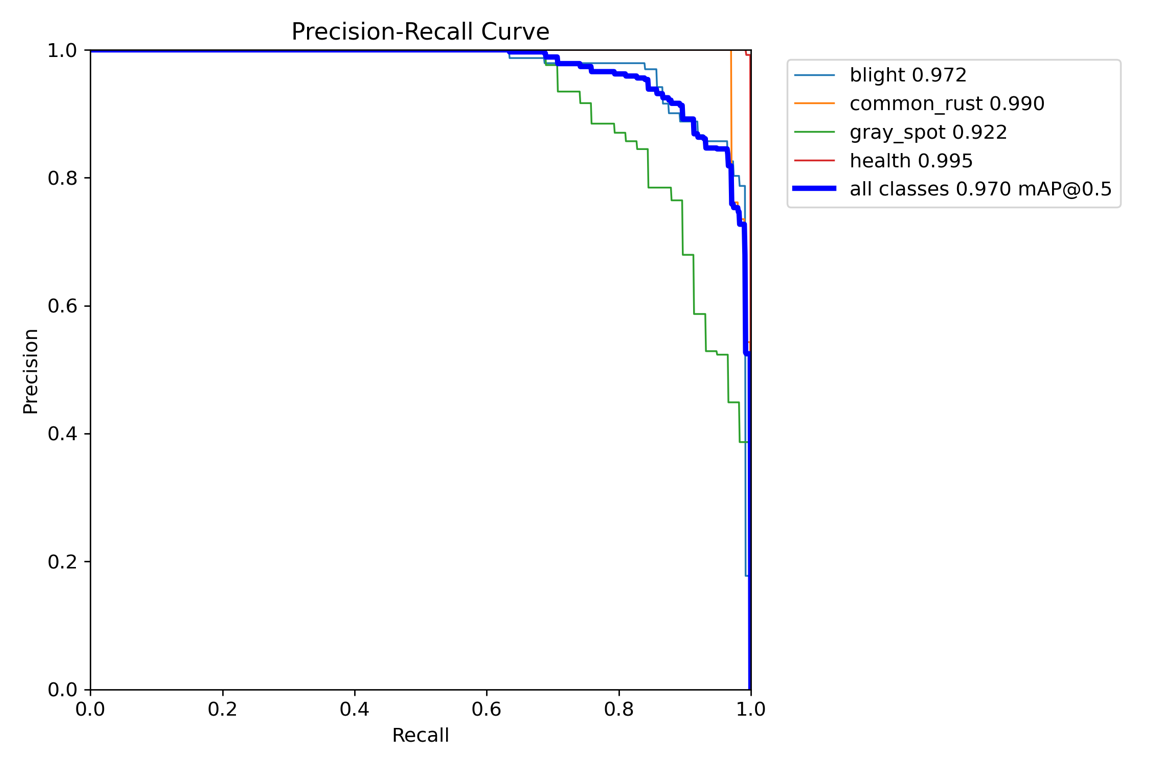 Precision-Recall Curve
1.0
0.8
0.6
0.4
0.2
0.0
Precision
0.0 0.2 0.4 0.6 0.8 1.0
Recall
blight 0.972
common_rust 0.990
gray_spot 0.922
health 0.995
all classes 0.970 mAP@0.5